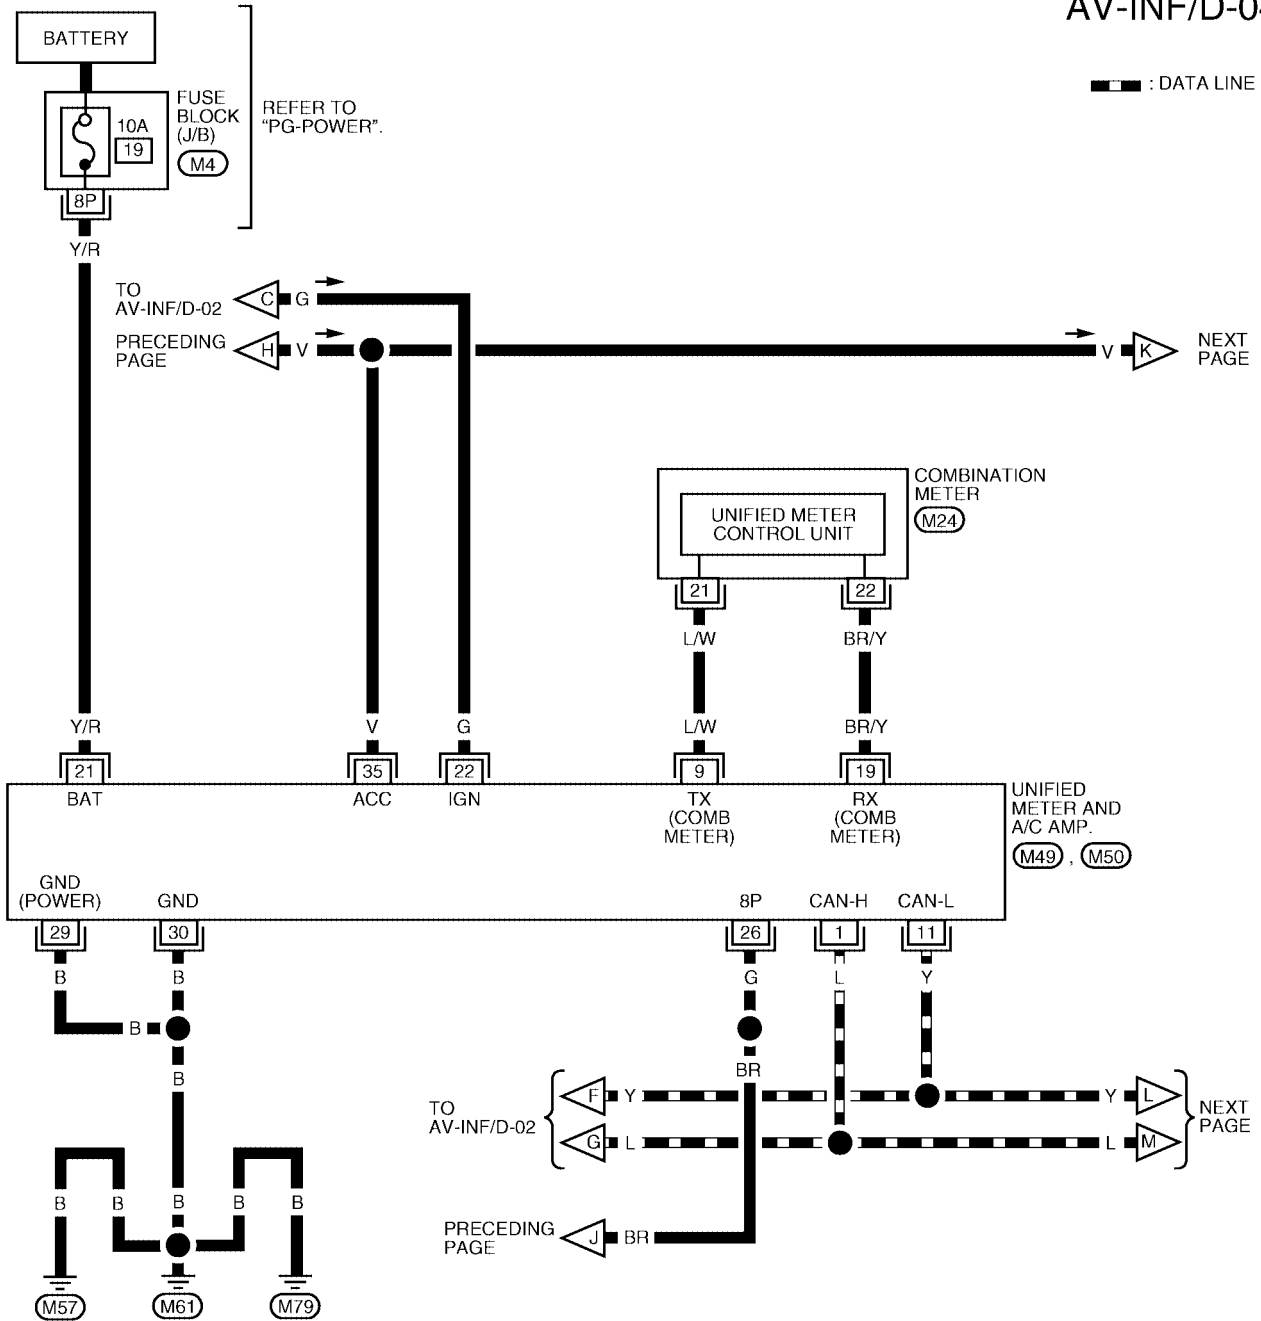 AV-INF/D-0
: DATA LINE
BATTERY
FUSE
BLOCK
(J/B)
M4
REFER TO
“PG-POWER”.
10A
19
8P
Y/R
TO
AV-INF/D-02
C
G
PRECEDING
PAGE
H
V
V
K
NEXT
PAGE
COMBINATION
METER
M24
UNIFIED METER
CONTROL UNIT
21
22
L/W
BR/Y
Y/R
V
G
L/W
BR/Y
21
35
22
9
19
BAT
ACC
IGN
TX
(COMB
METER)
RX
(COMB
METER)
UNIFIED
METER AND
A/C AMP.
M49 , M50
GND
(POWER)
GND
8P
CAN-H
CAN-L
29
30
26
1
11
B
B
G
L
Y
B
B
BR
TO
AV-INF/D-02
F
Y
Y
L
G
L
L
M
NEXT
PAGE
B
B
B
B
B
PRECEDING
PAGE
J
BR
M57
M61
M79